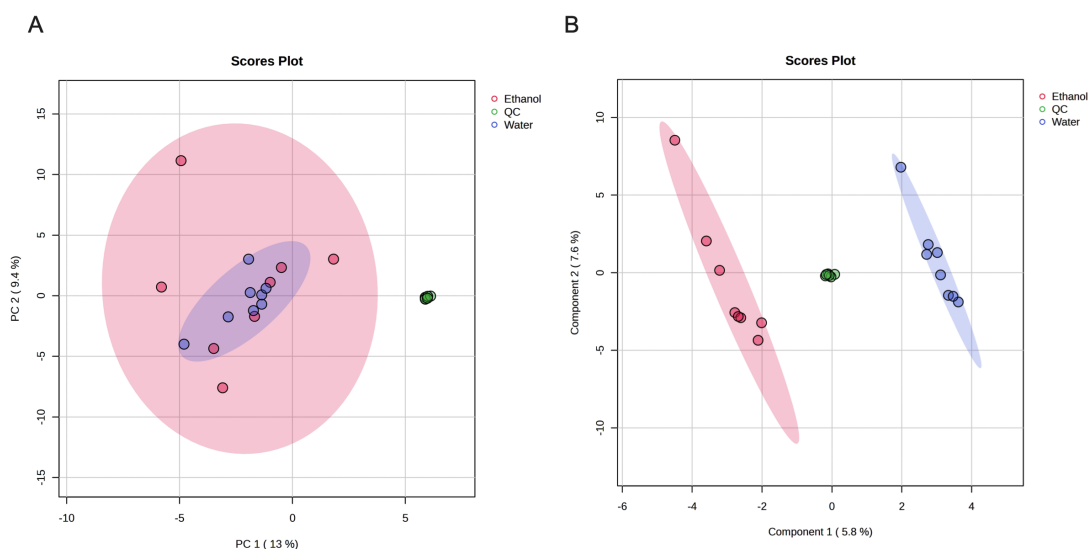 A
Scores Plot
Ethanol
QC
Water
PC 2 ( 9.4 %)
15
10
5
0
-5
-10
-15
-10
-5
0
5
PC 1 ( 13 %)
B
Scores Plot
Ethanol
QC
Water
Component 2 ( 7.6 %)
10
5
0
-5
-10
-6
-4
-2
0
2
4
Component 1 ( 5.8 %)